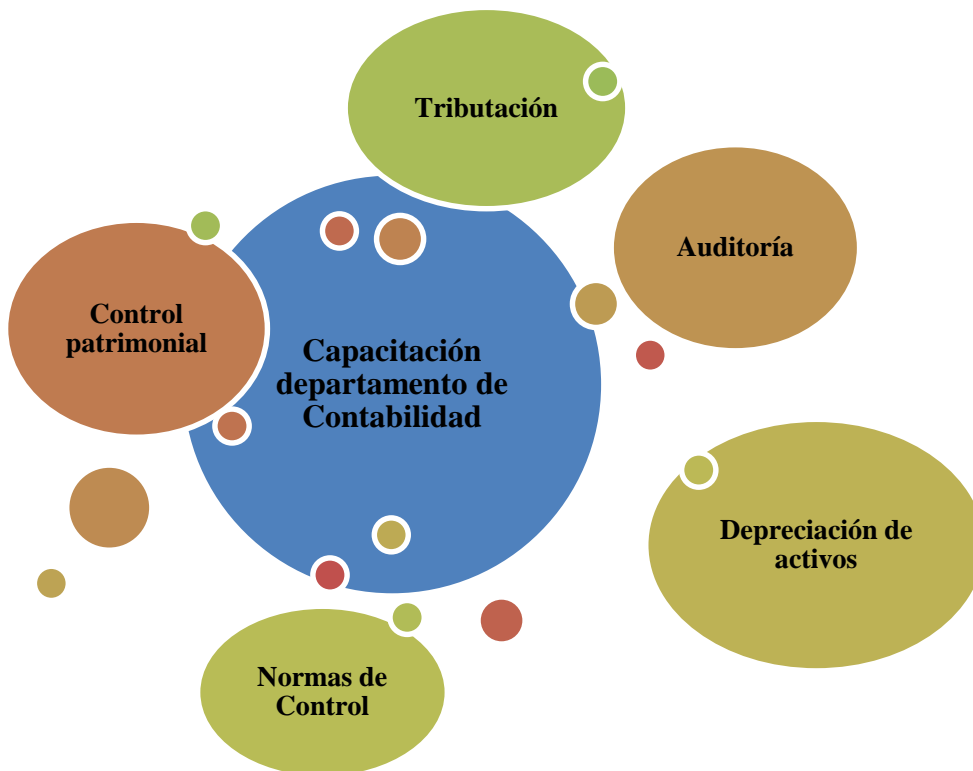 Tributación
Auditoría
Control
patrimonial
Capacitación
departamento de
Contabilidad
Depreciación de
activos
Normas de
Control